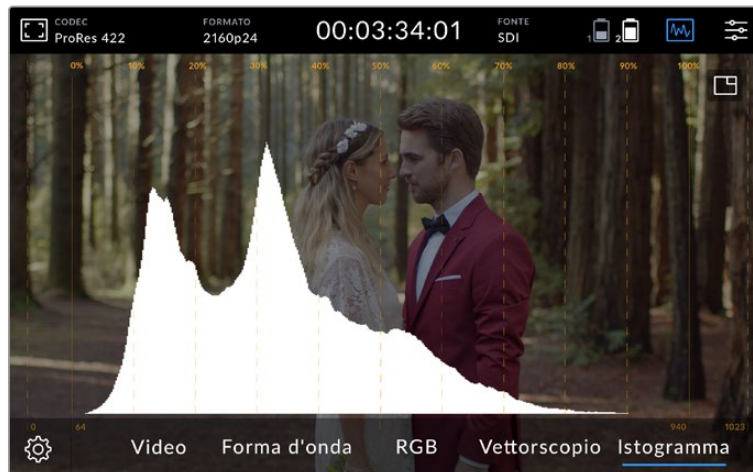 CODEC FORMATO 00:03:34:01 FONTE
ProRes 422 2160p24 SDI 1 2
0% 10% 20% 30% 40% 50% 60% 70% 80% 90% 100%
0 64 940 1023
Video Forma d'onda RGB Vettorscopio Istogramma